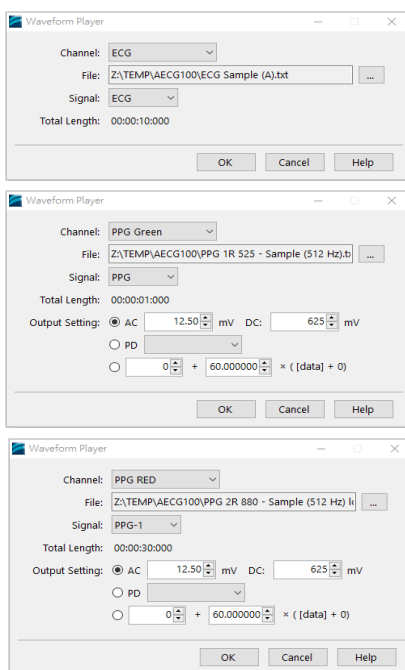 Waveform Player
Channel: ECG
File: Z:\TEMP\AECG100\ECG Sample (A).txt ...
Signal: ECG
Total Length: 00:00:10:000
OK Cancel Help
Waveform Player
Channel: PPG Green
File: Z:\TEMP\AECG100\PPG 1R 525 - Sample (512 Hz).t ...
Signal: PPG
Total Length: 00:00:01:000
Output Setting: AC 12.50 mV DC: 625 mV
PD
0 + 60.000000 × ( [data] + 0)
OK Cancel Help
Waveform Player
Channel: PPG RED
File: Z:\TEMP\AECG100\PPG 2R 880 - Sample (512 Hz) l ...
Signal: PPG-1
Total Length: 00:00:30:000
Output Setting: AC 12.50 mV DC: 625 mV
PD
0 + 60.000000 × ( [data] + 0)
OK Cancel Help